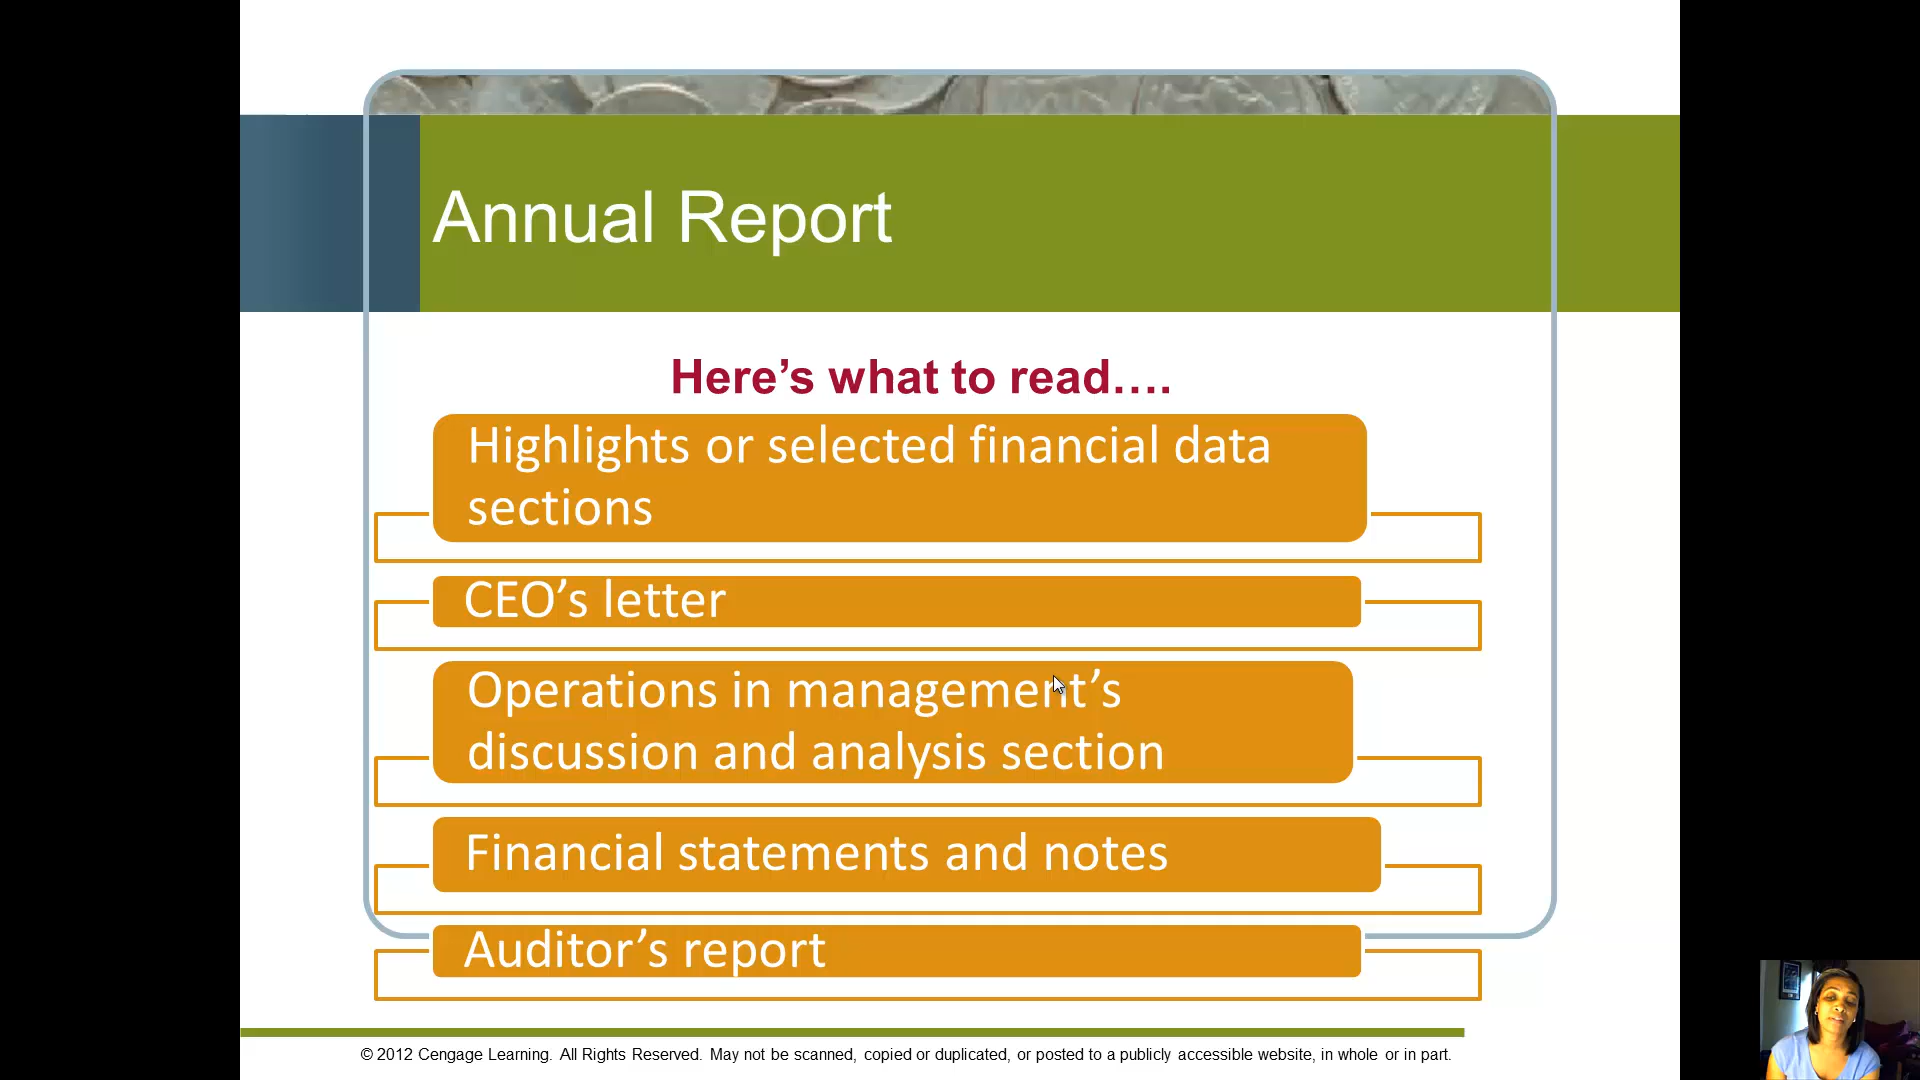 Annual Report
Here’s what to read….
Highlights or selected financial data
sections
CEO’s letter
Operations in management’s
discussion and analysis section
Financial statements and notes
Auditor’s report
© 2012 Cengage Learning. All Rights Reserved. May not be scanned, copied or duplicated, or posted to a publicly accessible website, in whole or in part.